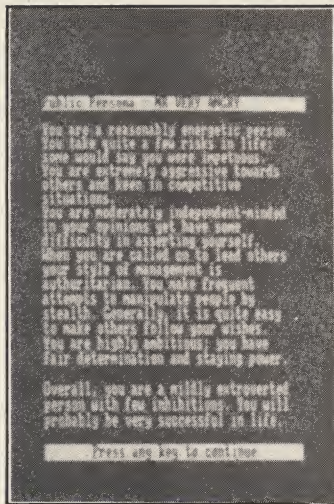 Public Persona - MR VERY ANGRY
You are a reasonably energetic person.
You take quite a few risks in life;
some would say you were impetuous.
You are extremely aggressive towards
others and been in competitive
situations.
You are moderately independent-minded
in your opinions yet have some
difficulty in asserting yourself.
When you are called on to lead others
your style of management is
authoritarian. You make frequent
attempts to manipulate people by
stealth. Generally, it is quite easy
to make others follow your wishes.
You are highly ambitious, you have
fair determination and staying power.
Overall, you are a mildly extroverted
person with few inhibitions. You will
probably be very successful in life.
Press any key to continue